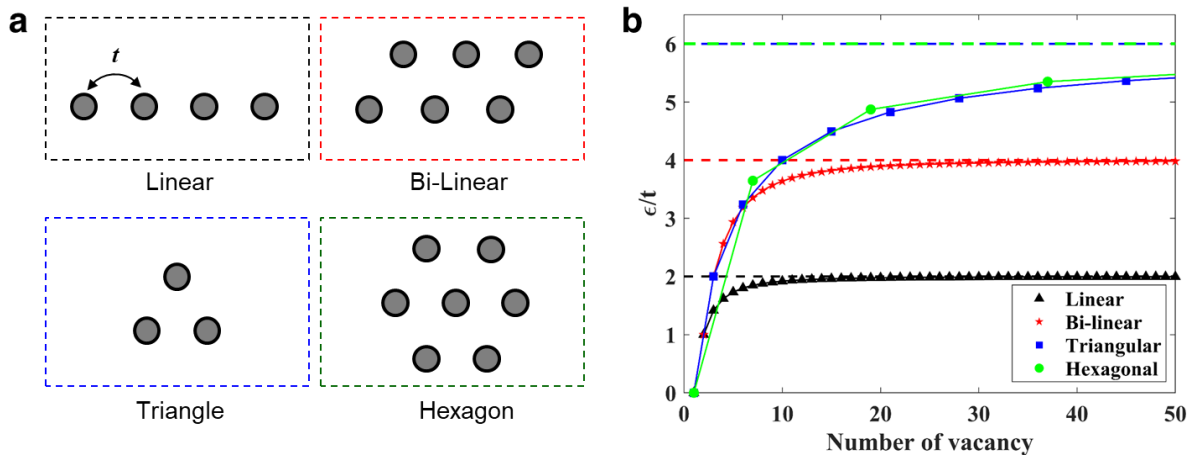 a
t
Linear
Bi-Linear
Triangle
Hexagon
b
ϵ/t
6
5
4
3
2
1
0
0 10 20 30 40 50
Number of vacancy
Linear
Bi-linear
Triangular
Hexagonal